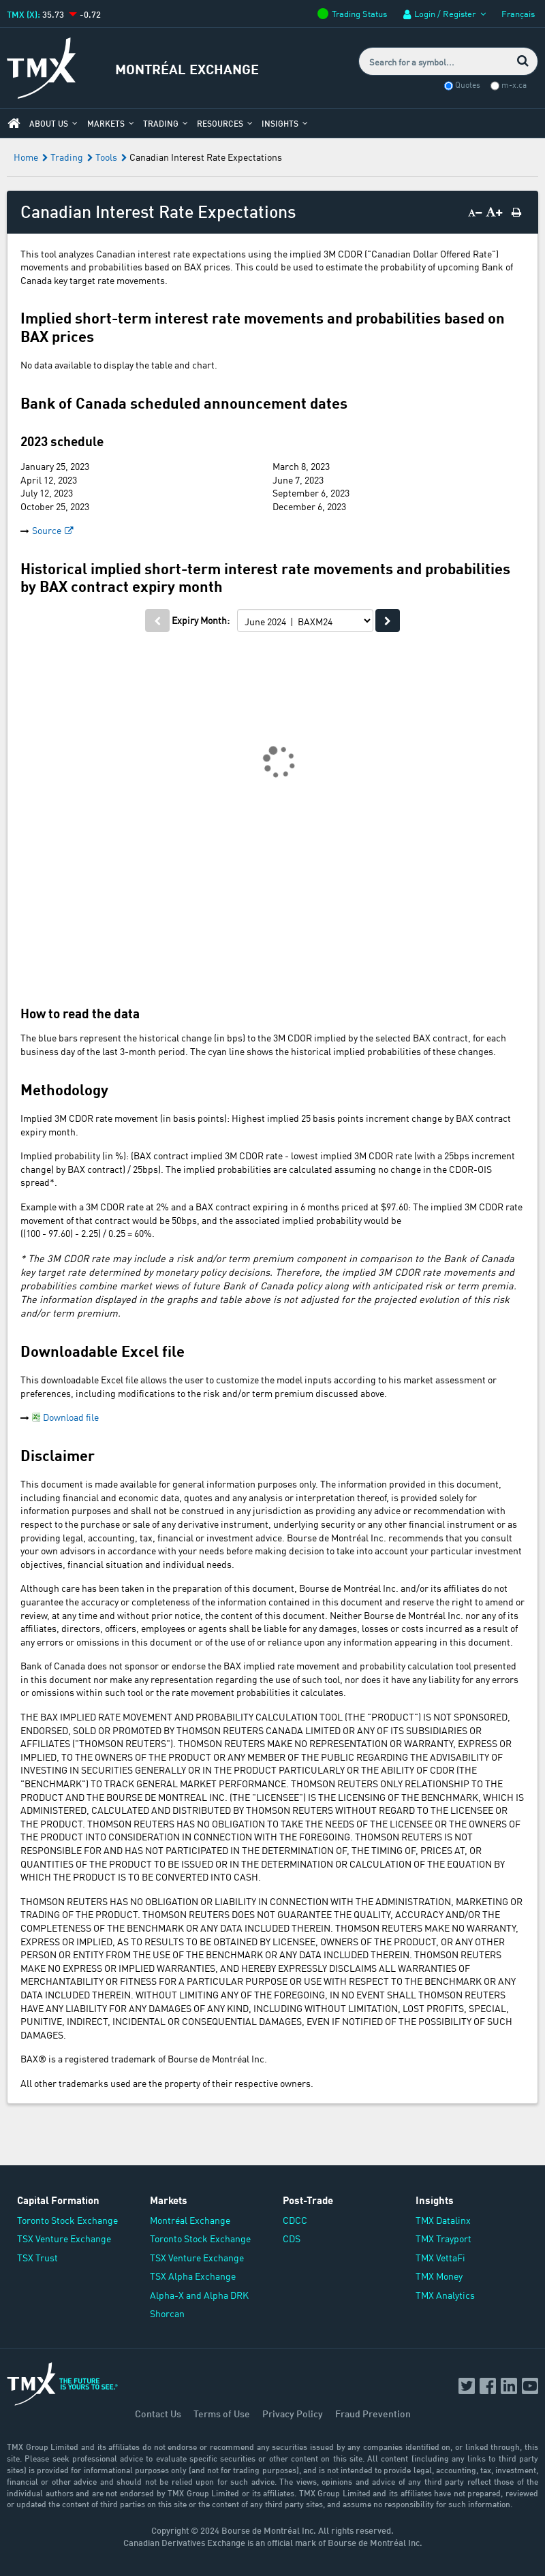 TMX (X): 35.73 -0.72
Trading Status
Login / Register
Français
TMX
MONTRÉAL EXCHANGE
Search for a symbol...
Quotes
m-x.ca
ABOUT US
MARKETS
TRADING
RESOURCES
INSIGHTS
Home > Trading > Tools > Canadian Interest Rate Expectations
Canadian Interest Rate Expectations
A− A+
This tool analyzes Canadian interest rate expectations using the implied 3M CDOR ("Canadian Dollar Offered Rate")
movements and probabilities based on BAX prices. This could be used to estimate the probability of upcoming Bank of
Canada key target rate movements.
Implied short-term interest rate movements and probabilities based on
BAX prices
No data available to display the table and chart.
Bank of Canada scheduled announcement dates
2023 schedule
January 25, 2023
March 8, 2023
April 12, 2023
June 7, 2023
July 12, 2023
September 6, 2023
October 25, 2023
December 6, 2023
Source
Historical implied short-term interest rate movements and probabilities
by BAX contract expiry month
Expiry Month:
June 2024 | BAXM24
How to read the data
The blue bars represent the historical change (in bps) to the 3M CDOR implied by the selected BAX contract, for each
business day of the last 3-month period. The cyan line shows the historical implied probabilities of these changes.
Methodology
Implied 3M CDOR rate movement (in basis points): Highest implied 25 basis points increment change by BAX contract
expiry month.
Implied probability (in %): (BAX contract implied 3M CDOR rate - lowest implied 3M CDOR rate (with a 25bps increment
change) by BAX contract) / 25bps). The implied probabilities are calculated assuming no change in the CDOR-OIS
spread*.
Example with a 3M CDOR rate at 2% and a BAX contract expiring in 6 months priced at $97.60: The implied 3M CDOR rate
movement of that contract would be 50bps, and the associated implied probability would be
((100 - 97.60) - 2.25) / 0.25 = 60%.
* The 3M CDOR rate may include a risk and/or term premium component in comparison to the Bank of Canada
key target rate determined by monetary policy decisions. Therefore, the implied 3M CDOR rate movements and
probabilities combine market views of future Bank of Canada policy along with anticipated risk or term premia.
The information displayed in the graphs and table above is not adjusted for the projected evolution of this risk
and/or term premium.
Downloadable Excel file
This downloadable Excel file allows the user to customize the model inputs according to his market assessment or
preferences, including modifications to the risk and/or term premium discussed above.
Download file
Disclaimer
This document is made available for general information purposes only. The information provided in this document,
including financial and economic data, quotes and any analysis or interpretation thereof, is provided solely for
information purposes and shall not be construed in any jurisdiction as providing any advice or recommendation with
respect to the purchase or sale of any derivative instrument, underlying security or any other financial instrument or as
providing legal, accounting, tax, financial or investment advice. Bourse de Montréal Inc. recommends that you consult
your own advisors in accordance with your needs before making decision to take into account your particular investment
objectives, financial situation and individual needs.
Although care has been taken in the preparation of this document, Bourse de Montréal Inc. and/or its affiliates do not
guarantee the accuracy or completeness of the information contained in this document and reserve the right to amend or
review, at any time and without prior notice, the content of this document. Neither Bourse de Montréal Inc. nor any of its
affiliates, directors, officers, employees or agents shall be liable for any damages, losses or costs incurred as a result of
any errors or omissions in this document or of the use of or reliance upon any information appearing in this document.
Bank of Canada does not sponsor or endorse the BAX implied rate movement and probability calculation tool presented
in this document nor make any representation regarding the use of such tool, nor does it have any liability for any errors
or omissions within such tool or the rate movement probabilities it calculates.
THE BAX IMPLIED RATE MOVEMENT AND PROBABILITY CALCULATION TOOL (THE "PRODUCT") IS NOT SPONSORED,
ENDORSED, SOLD OR PROMOTED BY THOMSON REUTERS CANADA LIMITED OR ANY OF ITS SUBSIDIARIES OR
AFFILIATES ("THOMSON REUTERS"). THOMSON REUTERS MAKE NO REPRESENTATION OR WARRANTY, EXPRESS OR
IMPLIED, TO THE OWNERS OF THE PRODUCT OR ANY MEMBER OF THE PUBLIC REGARDING THE ADVISABILITY OF
INVESTING IN SECURITIES GENERALLY OR IN THE PRODUCT PARTICULARLY OR THE ABILITY OF CDOR (THE
"BENCHMARK") TO TRACK GENERAL MARKET PERFORMANCE. THOMSON REUTERS ONLY RELATIONSHIP TO THE
PRODUCT AND THE BOURSE DE MONTREAL INC. (THE "LICENSEE") IS THE LICENSING OF THE BENCHMARK, WHICH IS
ADMINISTERED, CALCULATED AND DISTRIBUTED BY THOMSON REUTERS WITHOUT REGARD TO THE LICENSEE OR
THE PRODUCT. THOMSON REUTERS HAS NO OBLIGATION TO TAKE THE NEEDS OF THE LICENSEE OR THE OWNERS OF
THE PRODUCT INTO CONSIDERATION IN CONNECTION WITH THE FOREGOING. THOMSON REUTERS IS NOT
RESPONSIBLE FOR AND HAS NOT PARTICIPATED IN THE DETERMINATION OF, THE TIMING OF, PRICES AT, OR
QUANTITIES OF THE PRODUCT TO BE ISSUED OR IN THE DETERMINATION OR CALCULATION OF THE EQUATION BY
WHICH THE PRODUCT IS TO BE CONVERTED INTO CASH.
THOMSON REUTERS HAS NO OBLIGATION OR LIABILITY IN CONNECTION WITH THE ADMINISTRATION, MARKETING OR
TRADING OF THE PRODUCT. THOMSON REUTERS DOES NOT GUARANTEE THE QUALITY, ACCURACY AND/OR THE
COMPLETENESS OF THE BENCHMARK OR ANY DATA INCLUDED THEREIN. THOMSON REUTERS MAKE NO WARRANTY,
EXPRESS OR IMPLIED, AS TO RESULTS TO BE OBTAINED BY LICENSEE, OWNERS OF THE PRODUCT, OR ANY OTHER
PERSON OR ENTITY FROM THE USE OF THE BENCHMARK OR ANY DATA INCLUDED THEREIN. THOMSON REUTERS
MAKE NO EXPRESS OR IMPLIED WARRANTIES, AND HEREBY EXPRESSLY DISCLAIMS ALL WARRANTIES OF
MERCHANTABILITY OR FITNESS FOR A PARTICULAR PURPOSE OR USE WITH RESPECT TO THE BENCHMARK OR ANY
DATA INCLUDED THEREIN. WITHOUT LIMITING ANY OF THE FOREGOING, IN NO EVENT SHALL THOMSON REUTERS
HAVE ANY LIABILITY FOR ANY DAMAGES OF ANY KIND, INCLUDING WITHOUT LIMITATION, LOST PROFITS, SPECIAL,
PUNITIVE, INDIRECT, INCIDENTAL OR CONSEQUENTIAL DAMAGES, EVEN IF NOTIFIED OF THE POSSIBILITY OF SUCH
DAMAGES.
BAX® is a registered trademark of Bourse de Montréal Inc.
All other trademarks used are the property of their respective owners.
Capital Formation
Toronto Stock Exchange
TSX Venture Exchange
TSX Trust
Markets
Montréal Exchange
Toronto Stock Exchange
TSX Venture Exchange
TSX Alpha Exchange
Alpha-X and Alpha DRK
Shorcan
Post-Trade
CDCC
CDS
Insights
TMX Datalinx
TMX Trayport
TMX VettaFi
TMX Money
TMX Analytics
TMX THE FUTURE
IS YOURS TO SEE.®
Contact Us
Terms of Use
Privacy Policy
Fraud Prevention
TMX Group Limited and its affiliates do not endorse or recommend any securities issued by any companies identified on, or linked through, this
site. Please seek professional advice to evaluate specific securities or other content on this site. All content (including any links to third party
sites) is provided for informational purposes only (and not for trading purposes), and is not intended to provide legal, accounting, tax, investment,
financial or other advice and should not be relied upon for such advice. The views, opinions and advice of any third party reflect those of the
individual authors and are not endorsed by TMX Group Limited or its affiliates. TMX Group Limited and its affiliates have not prepared, reviewed
or updated the content of third parties on this site or the content of any third party sites, and assume no responsibility for such information.
Copyright © 2024 Bourse de Montréal Inc. All rights reserved.
Canadian Derivatives Exchange is an official mark of Bourse de Montréal Inc.